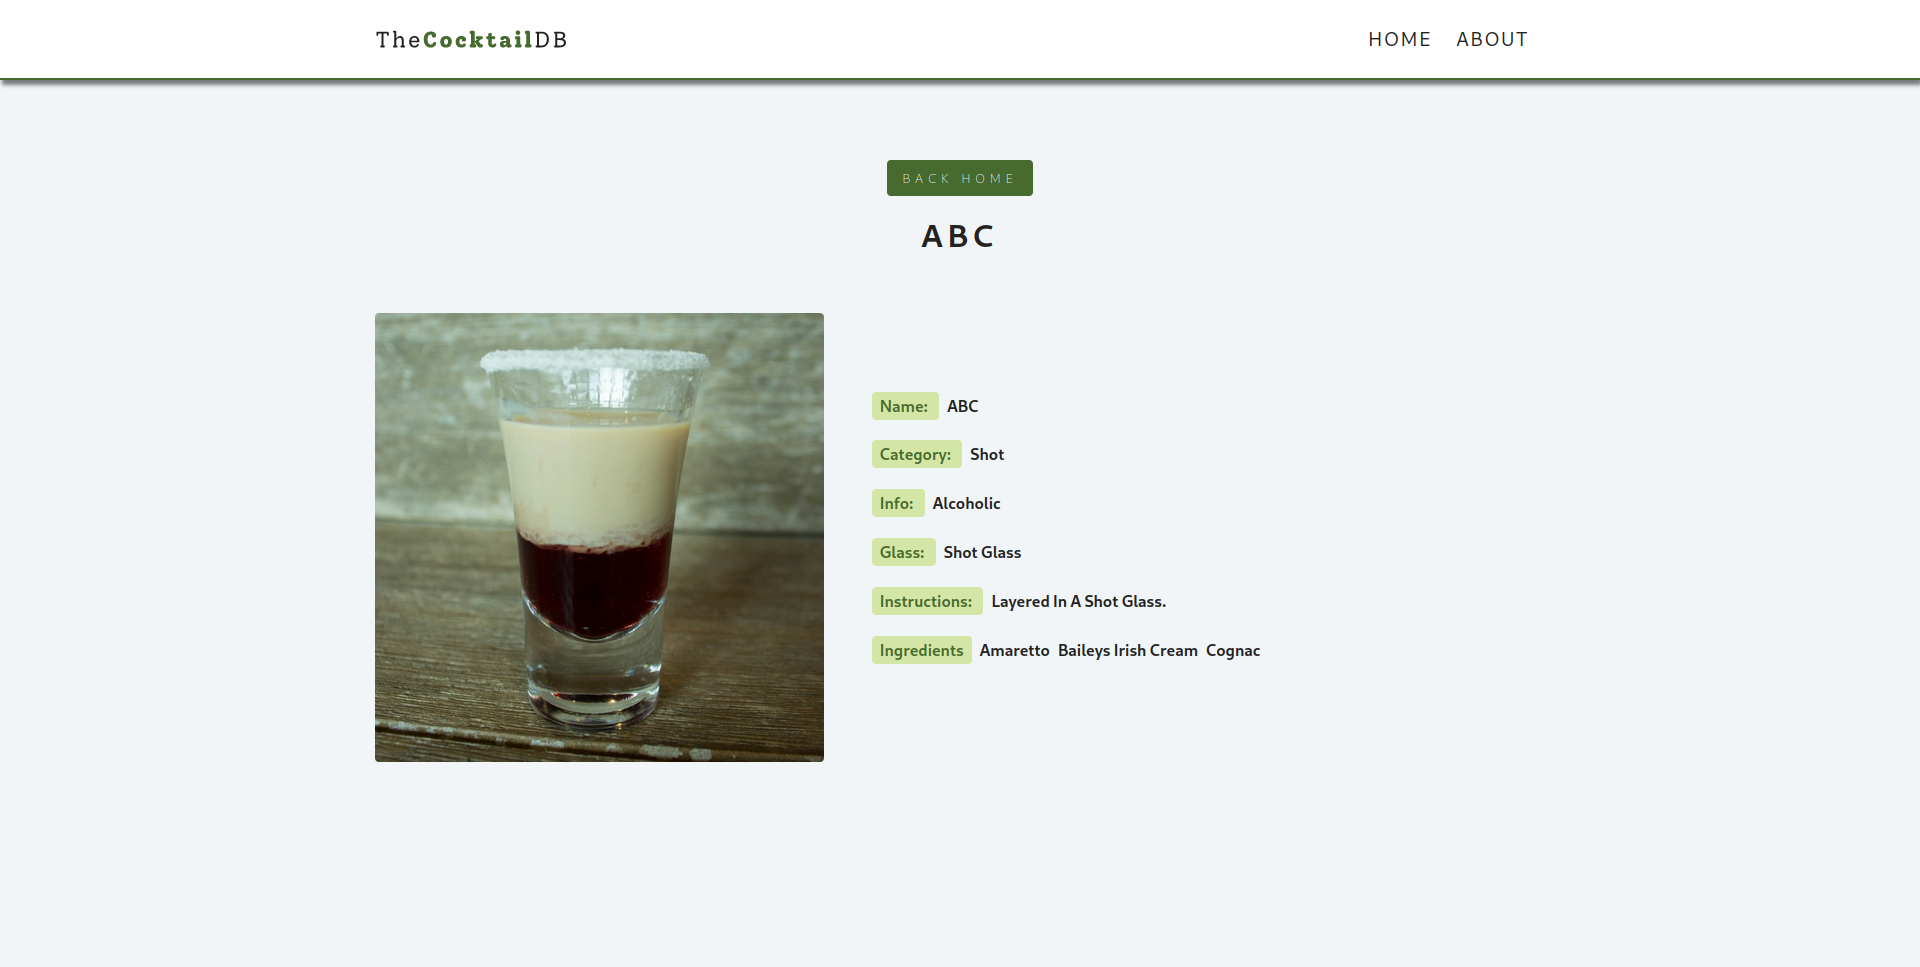 TheCocktailDB
HOME ABOUT
BACK HOME
ABC
Name: ABC
Category: Shot
Info: Alcoholic
Glass: Shot Glass
Instructions: Layered In A Shot Glass.
Ingredients Amaretto Baileys Irish Cream Cognac